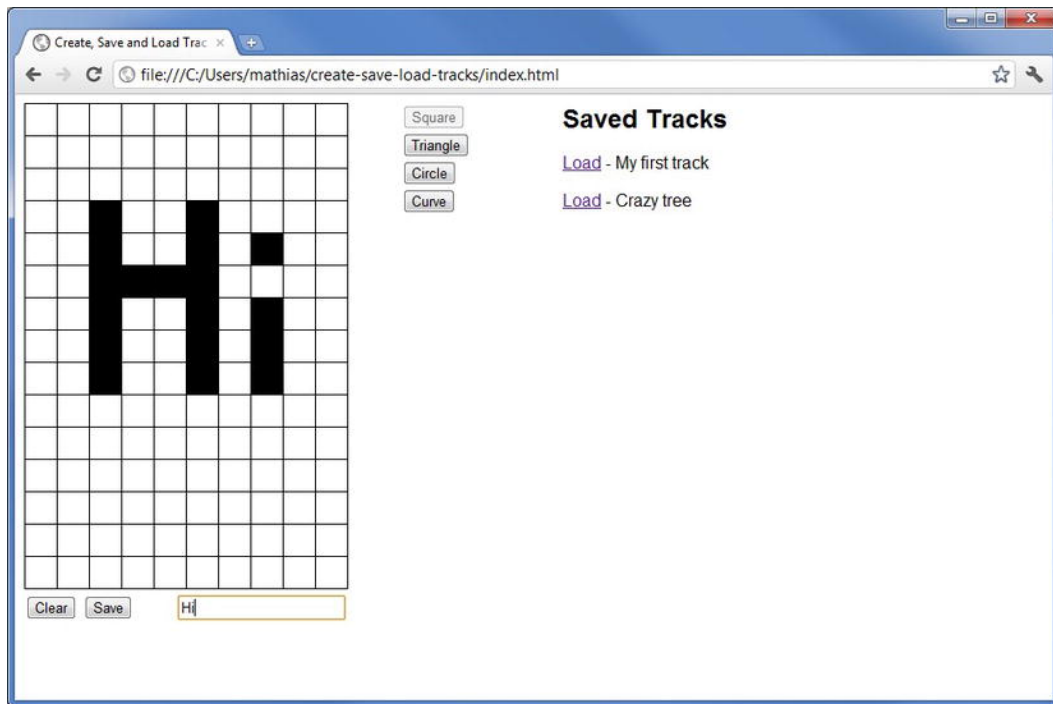 Create, Save and Load Trac
file:///C:/Users/mathias/create-save-load-tracks/index.html
Hi
Square
Triangle
Circle
Curve
Saved Tracks
Load - My first track
Load - Crazy tree
Clear Save Hi